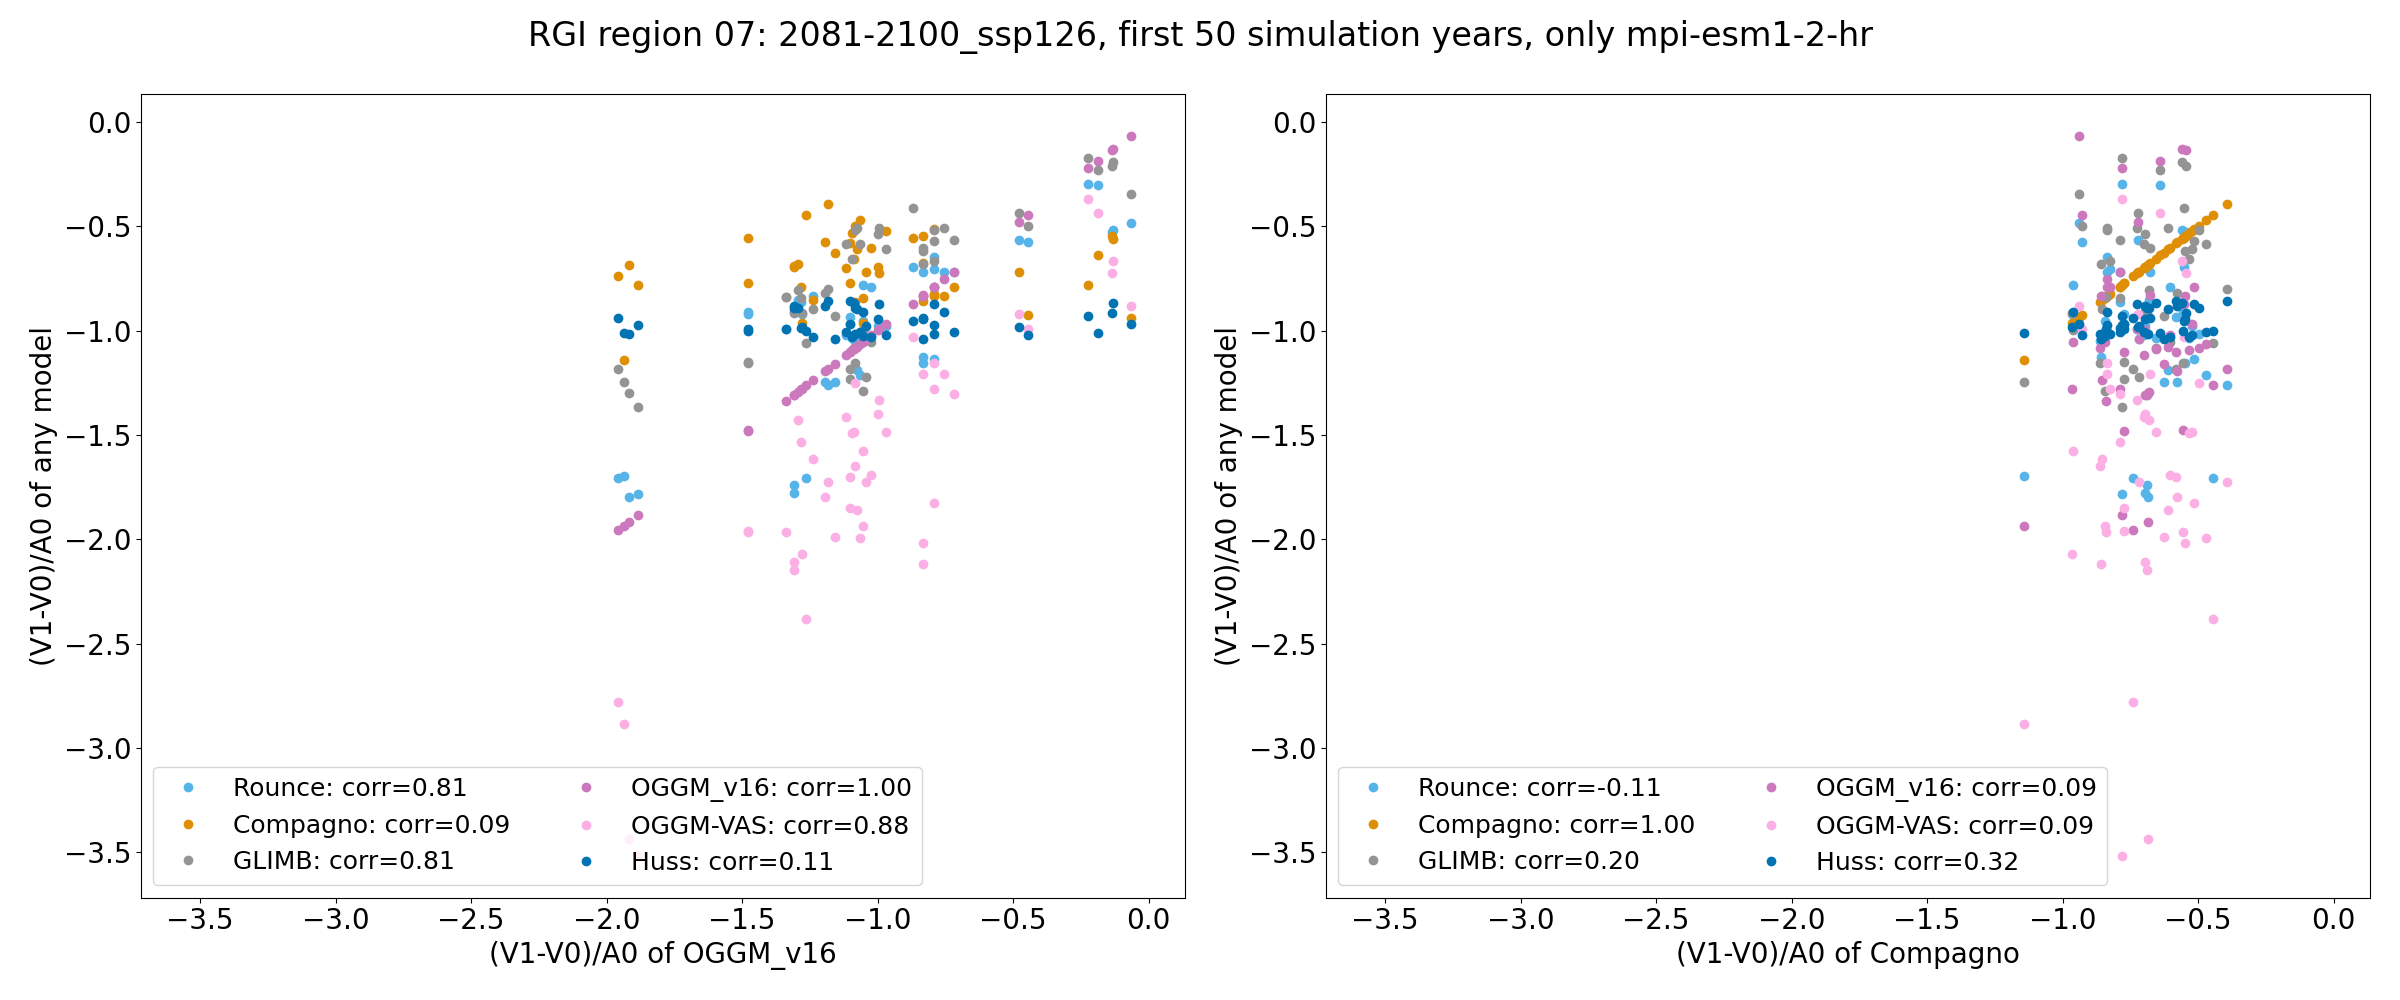 RGI region 07: 2081-2100_ssp126, first 50 simulation years, only mpi-esm1-2-hr
(V1-V0)/A0 of any model
0.0
−0.5
−1.0
−1.5
−2.0
−2.5
−3.0
−3.5
Rounce: corr=0.81
Compagno: corr=0.09
GLIMB: corr=0.81
OGGM_v16: corr=1.00
OGGM-VAS: corr=0.88
Huss: corr=0.11
−3.5 −3.0 −2.5 −2.0 −1.5 −1.0 −0.5 0.0
(V1-V0)/A0 of OGGM_v16
(V1-V0)/A0 of any model
0.0
−0.5
−1.0
−1.5
−2.0
−2.5
−3.0
−3.5
Rounce: corr=-0.11
Compagno: corr=1.00
GLIMB: corr=0.20
OGGM_v16: corr=0.09
OGGM-VAS: corr=0.09
Huss: corr=0.32
−3.5 −3.0 −2.5 −2.0 −1.5 −1.0 −0.5 0.0
(V1-V0)/A0 of Compagno